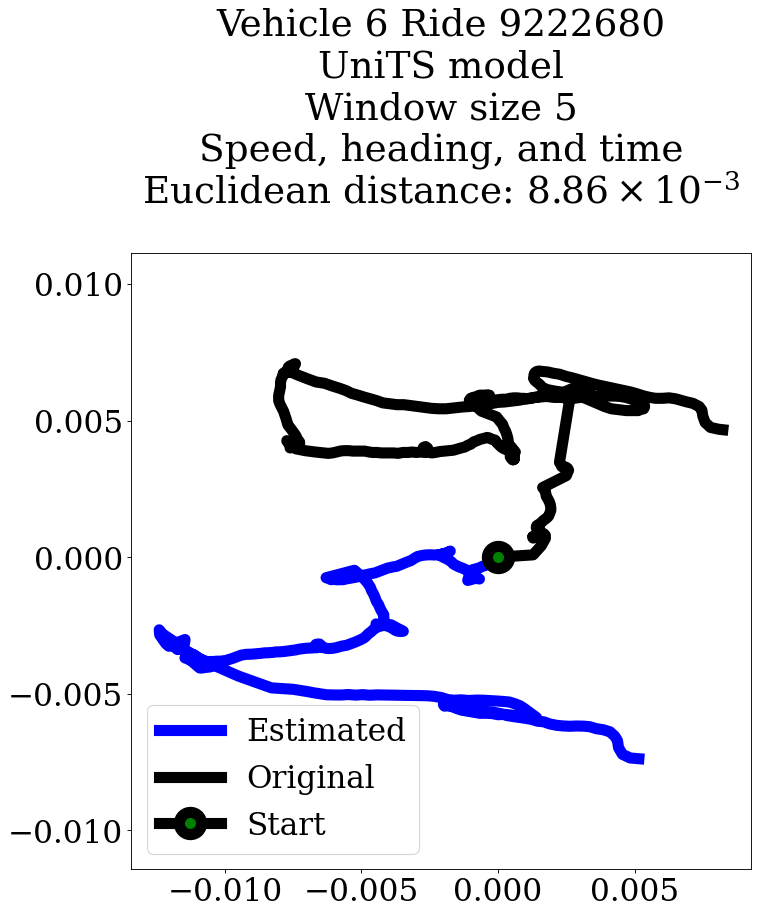 Vehicle 6 Ride 9222680
UniTS model
Window size 5
Speed, heading, and time
Euclidean distance: 8.86 × 10⁻³
0.010
0.005
0.000
−0.005
−0.010
Estimated
Original
Start
−0.010 −0.005 0.000 0.005